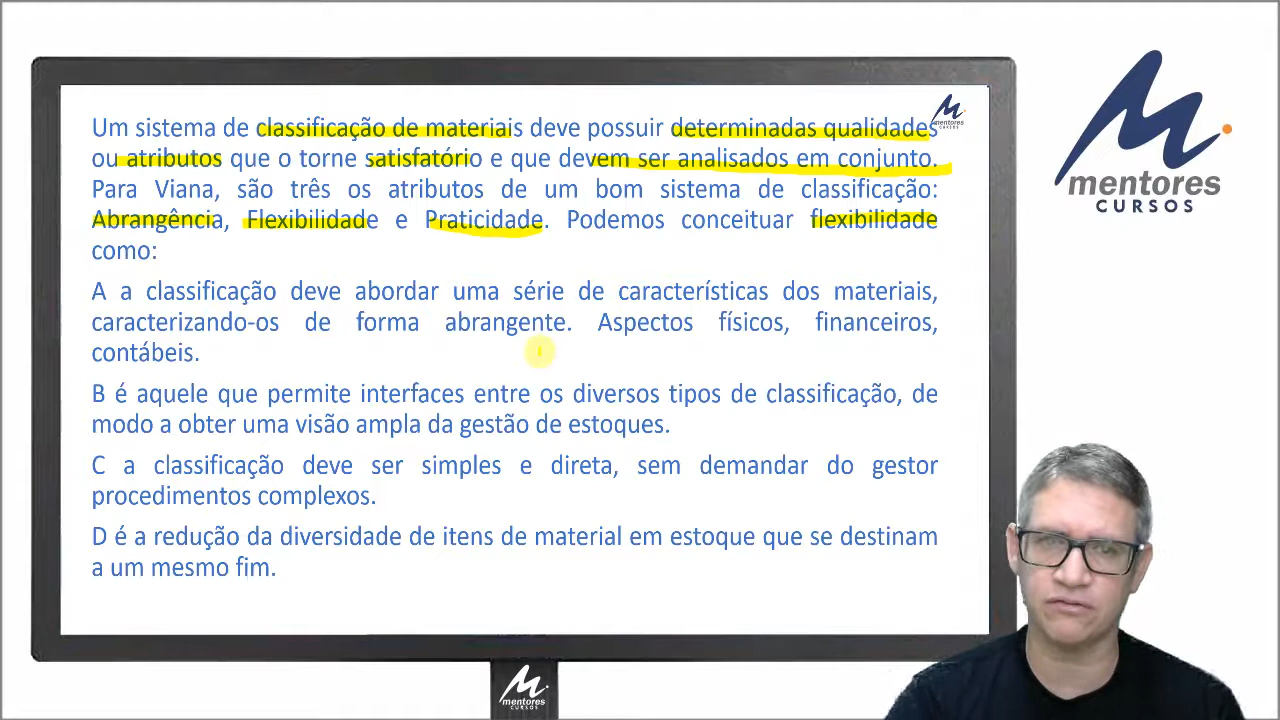 Um sistema de classificação de materiais deve possuir determinadas qualidades
ou atributos que o torne satisfatório e que devem ser analisados em conjunto.
Para Viana, são três os atributos de um bom sistema de classificação:
Abrangência, Flexibilidade e Praticidade. Podemos conceituar flexibilidade
como:
A a classificação deve abordar uma série de características dos materiais,
caracterizando-os de forma abrangente. Aspectos físicos, financeiros,
contábeis.
B é aquele que permite interfaces entre os diversos tipos de classificação, de
modo a obter uma visão ampla da gestão de estoques.
C a classificação deve ser simples e direta, sem demandar do gestor
procedimentos complexos.
D é a redução da diversidade de itens de material em estoque que se destinam
a um mesmo fim.
mentores
CURSOS
mentores
CURSOS
mentores
CURSOS